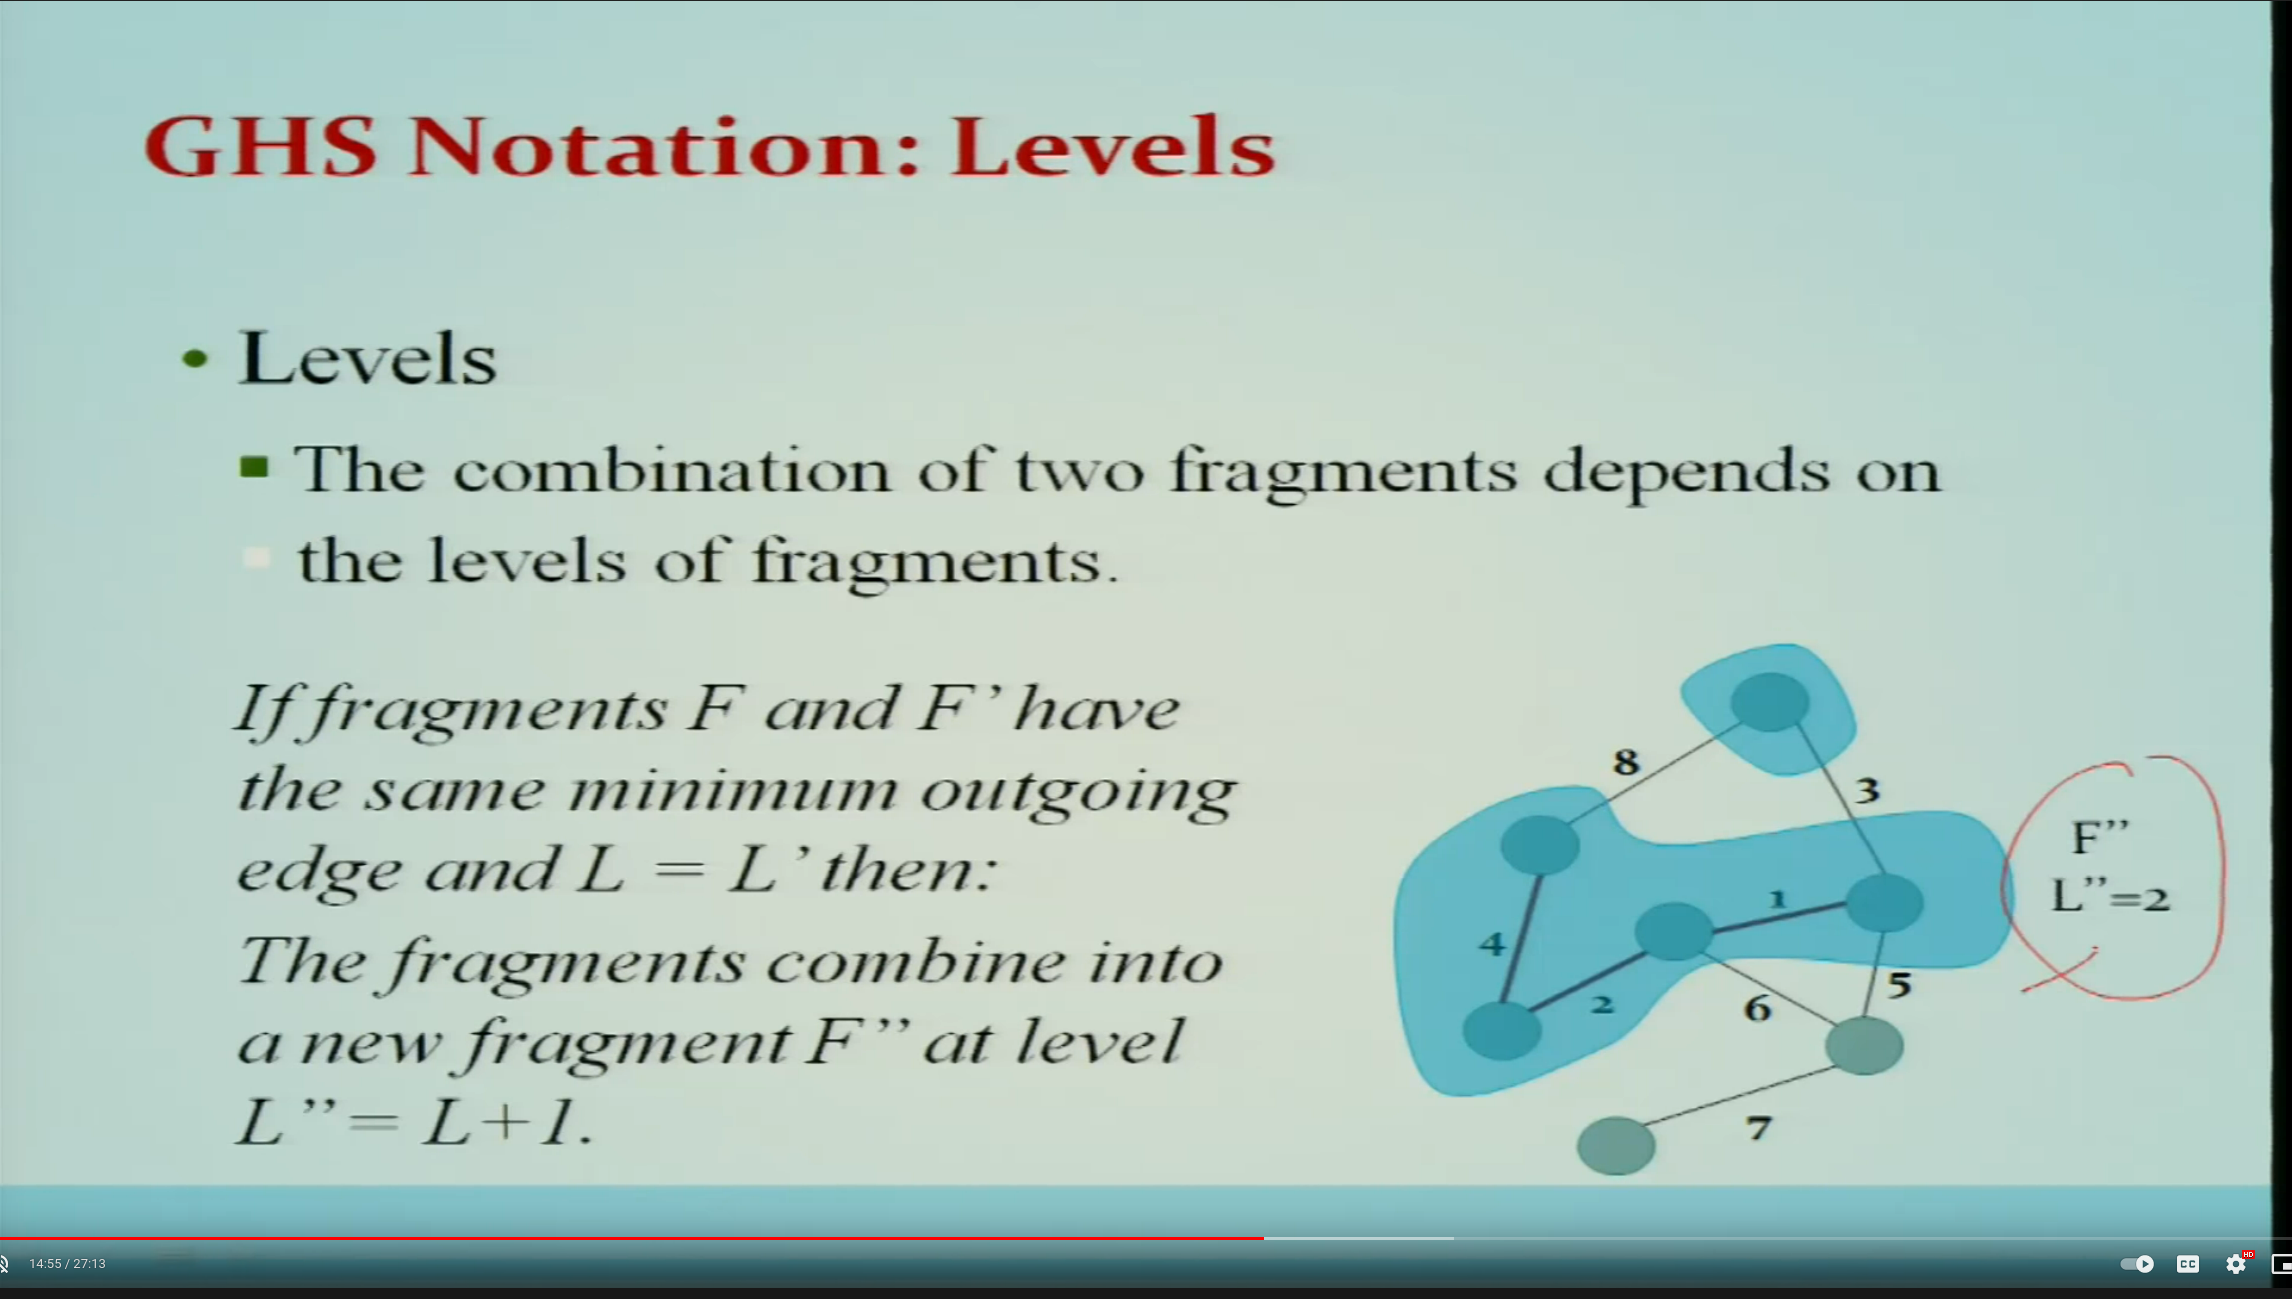 GHS Notation: Levels
• Levels
The combination of two fragments depends on
the levels of fragments.
If fragments F and F’ have
the same minimum outgoing
edge and L = L’ then:
The fragments combine into
a new fragment F” at level
L”= L+1.
8
3
F”
L”=2
1
4
2
6
5
7
14:55 / 27:13
CC
HD